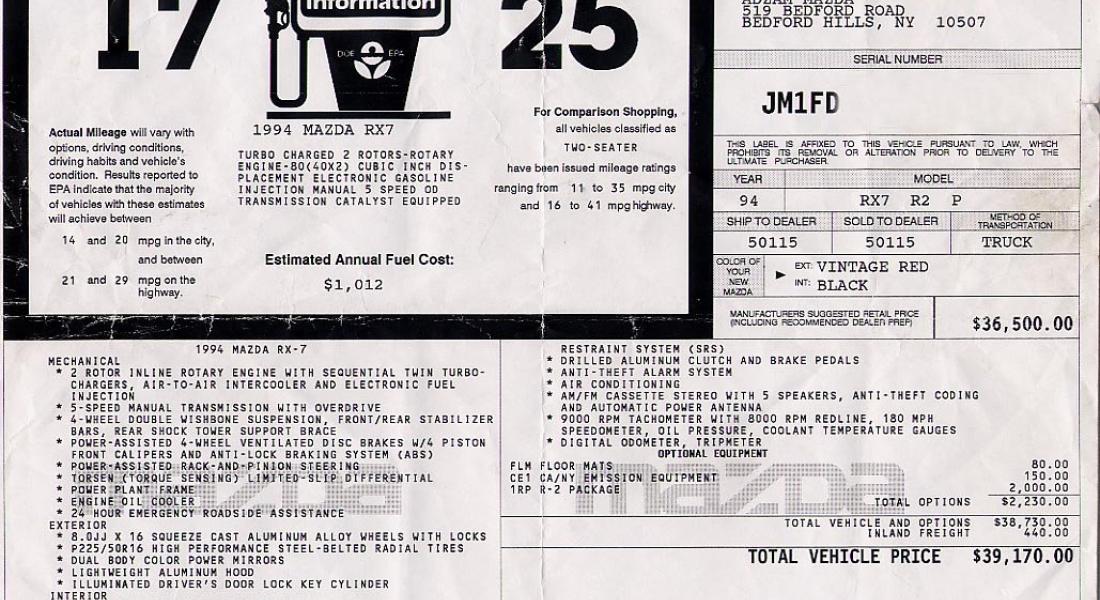 17
Information
DOE EPA
25
ADZAM MAZDA
519 BEDFORD ROAD
BEDFORD HILLS, NY 10507
SERIAL NUMBER
JM1FD
THIS LABEL IS AFFIXED TO THIS VEHICLE PURSUANT TO LAW, WHICH
PROHIBITS ITS REMOVAL OR ALTERATION PRIOR TO DELIVERY TO THE
ULTIMATE PURCHASER.
YEAR MODEL
94 RX7 R2 P
SHIP TO DEALER SOLD TO DEALER METHOD OF
TRANSPORTATION
50115 50115 TRUCK
COLOR OF
YOUR
NEW
MAZDA
EXT: VINTAGE RED
INT: BLACK
MANUFACTURERS SUGGESTED RETAIL PRICE
(INCLUDING RECOMMENDED DEALER PREP)
$36,500.00
Actual Mileage will vary with
options, driving conditions,
driving habits and vehicle's
condition. Results reported to
EPA indicate that the majority
of vehicles with these estimates
will achieve between
14 and 20 mpg in the city,
and between
21 and 29 mpg on the
highway.
1994 MAZDA RX7
TURBO CHARGED 2 ROTORS-ROTARY
ENGINE-80(40X2) CUBIC INCH DIS-
PLACEMENT ELECTRONIC GASOLINE
INJECTION MANUAL 5 SPEED OD
TRANSMISSION CATALYST EQUIPPED
Estimated Annual Fuel Cost:
$1,012
For Comparison Shopping,
all vehicles classified as
TWO-SEATER
have been issued mileage ratings
ranging from 11 to 35 mpg city
and 16 to 41 mpg highway.
1994 MAZDA RX-7
MECHANICAL
* 2 ROTOR INLINE ROTARY ENGINE WITH SEQUENTIAL TWIN TURBO-
CHARGERS, AIR-TO-AIR INTERCOOLER AND ELECTRONIC FUEL
INJECTION
* 5-SPEED MANUAL TRANSMISSION WITH OVERDRIVE
* 4-WHEEL DOUBLE WISHBONE SUSPENSION, FRONT/REAR STABILIZER
BARS, REAR SHOCK TOWER SUPPORT BRACE
* POWER-ASSISTED 4-WHEEL VENTILATED DISC BRAKES W/4 PISTON
FRONT CALIPERS AND ANTI-LOCK BRAKING SYSTEM (ABS)
* POWER-ASSISTED RACK-AND-PINION STEERING
* TORSEN (TORQUE SENSING) LIMITED-SLIP DIFFERENTIAL
* POWER PLANT FRAME
* ENGINE OIL COOLER
* 24 HOUR EMERGENCY ROADSIDE ASSISTANCE
EXTERIOR
* 8.0JJ X 16 SQUEEZE CAST ALUMINUM ALLOY WHEELS WITH LOCKS
* P225/50R16 HIGH PERFORMANCE STEEL-BELTED RADIAL TIRES
* DUAL BODY COLOR POWER MIRRORS
* LIGHTWEIGHT ALUMINUM HOOD
* ILLUMINATED DRIVER'S DOOR LOCK KEY CYLINDER
INTERIOR
mazda
RESTRAINT SYSTEM (SRS)
* DRILLED ALUMINUM CLUTCH AND BRAKE PEDALS
* ANTI-THEFT ALARM SYSTEM
* AIR CONDITIONING
* AM/FM CASSETTE STEREO WITH 5 SPEAKERS, ANTI-THEFT CODING
AND AUTOMATIC POWER ANTENNA
* 9000 RPM TACHOMETER WITH 8000 RPM REDLINE, 180 MPH
SPEEDOMETER, OIL PRESSURE, COOLANT TEMPERATURE GAUGES
* DIGITAL ODOMETER, TRIPMETER
OPTIONAL EQUIPMENT
FLM FLOOR MATS 80.00
CE1 CA/NY EMISSION EQUIPMENT 150.00
1RP R-2 PACKAGE 2,000.00
mazda
TOTAL OPTIONS $2,230.00
TOTAL VEHICLE AND OPTIONS $38,730.00
INLAND FREIGHT 440.00
TOTAL VEHICLE PRICE $39,170.00